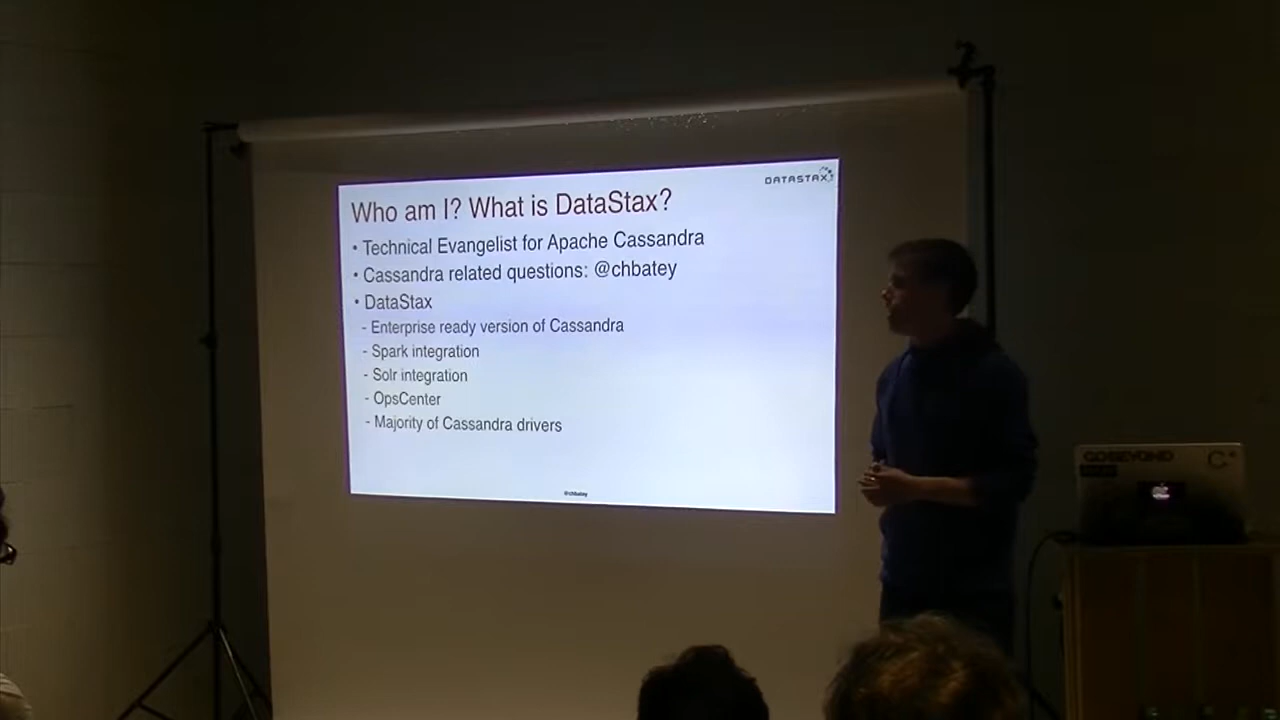 DATASTAX
Who am I? What is DataStax?
• Technical Evangelist for Apache Cassandra
• Cassandra related questions: @chbatey
• DataStax
- Enterprise ready version of Cassandra
- Spark integration
- Solr integration
- OpsCenter
- Majority of Cassandra drivers
@chbatey
GOBEYOND